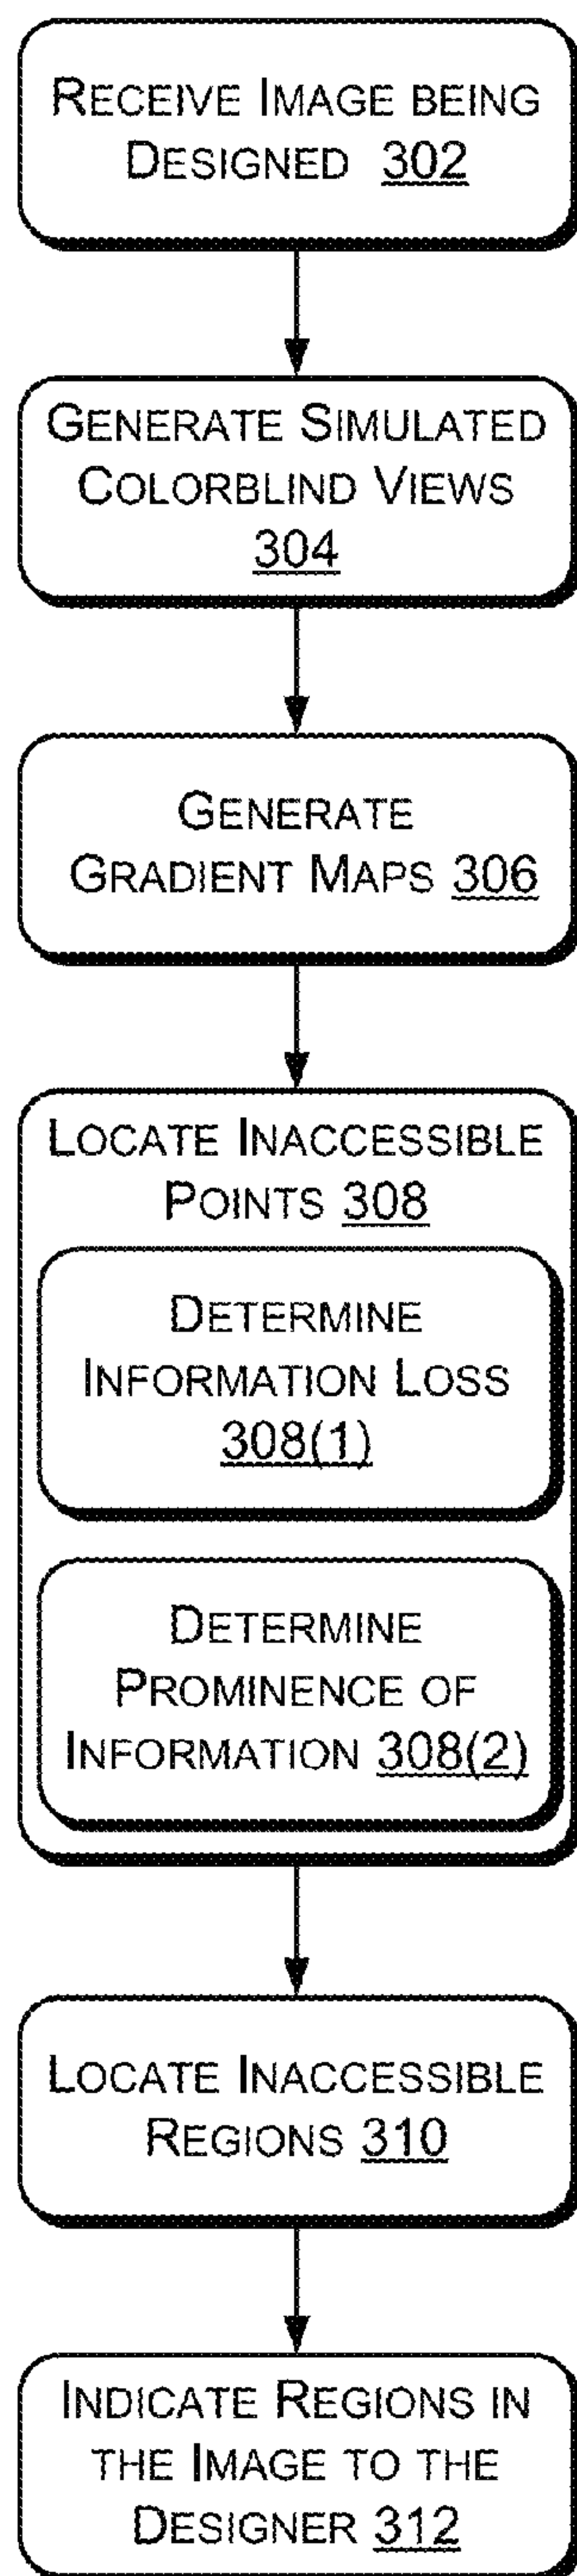 RECEIVE IMAGE BEING
DESIGNED 302
GENERATE SIMULATED
COLORBLIND VIEWS
304
GENERATE
GRADIENT MAPS 306
LOCATE INACCESSIBLE
POINTS 308
DETERMINE
INFORMATION LOSS
308(1)
DETERMINE
PROMINENCE OF
INFORMATION 308(2)
LOCATE INACCESSIBLE
REGIONS 310
INDICATE REGIONS IN
THE IMAGE TO THE
DESIGNER 312